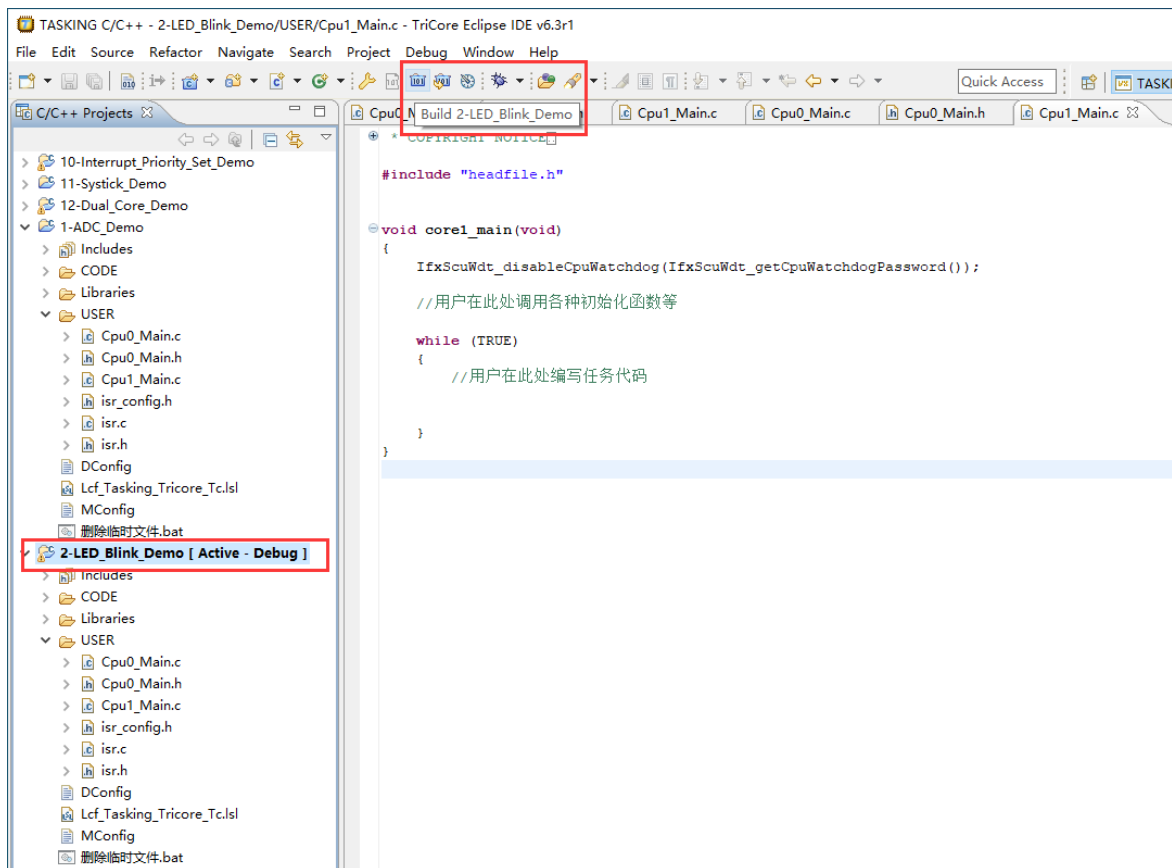 TASKING C/C++ - 2-LED_Blink_Demo/USER/Cpu1_Main.c - TriCore Eclipse IDE v6.3r1
File Edit Source Refactor Navigate Search Project Debug Window Help
Quick Access
TASKI
C/C++ Projects
Cpu0_M
Cpu1_Main.c
Cpu0_Main.c
Cpu0_Main.h
Cpu1_Main.c
Build 2-LED_Blink_Demo
10-Interrupt_Priority_Set_Demo
11-Systick_Demo
12-Dual_Core_Demo
1-ADC_Demo
Includes
CODE
Libraries
USER
Cpu0_Main.c
Cpu0_Main.h
Cpu1_Main.c
isr_config.h
isr.c
isr.h
DConfig
Lcf_Tasking_Tricore_Tc.lsl
MConfig
删除临时文件.bat
2-LED_Blink_Demo [ Active - Debug ]
Includes
CODE
Libraries
USER
Cpu0_Main.c
Cpu0_Main.h
Cpu1_Main.c
isr_config.h
isr.c
isr.h
DConfig
Lcf_Tasking_Tricore_Tc.lsl
MConfig
删除临时文件.bat
* COPYRIGHT NOTICE
#include "headfile.h"
void core1_main(void)
{
IfxScuWdt_disableCpuWatchdog(IfxScuWdt_getCpuWatchdogPassword());
//用户在此处调用各种初始化函数等
while (TRUE)
{
//用户在此处编写任务代码
}
}